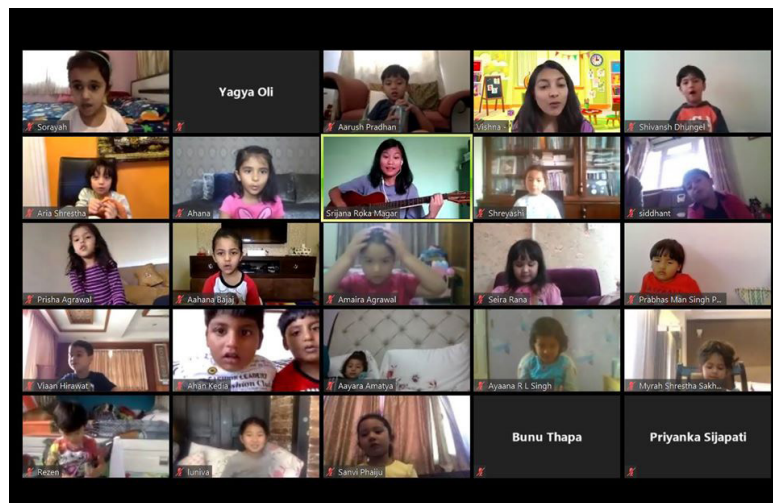 Sorayah
Yagya Oli
Aarush Pradhan
Vishna -
Shivansh Dhungel
Aria Shrestha
Ahana
Srijana Roka Magar
Shreyashi
siddhant
Prisha Agrawal
Aahana Bajaj
Amaira Agrawal
Seira Rana
Prabhas Man Singh P...
Viaan Hirawat
Ahan Kedia
Aayara Amatya
Ayaana R L Singh
Myrah Shrestha Sakh...
Rezen
Iuniva
Sanvi Phaiju
Bunu Thapa
Priyanka Sijapati